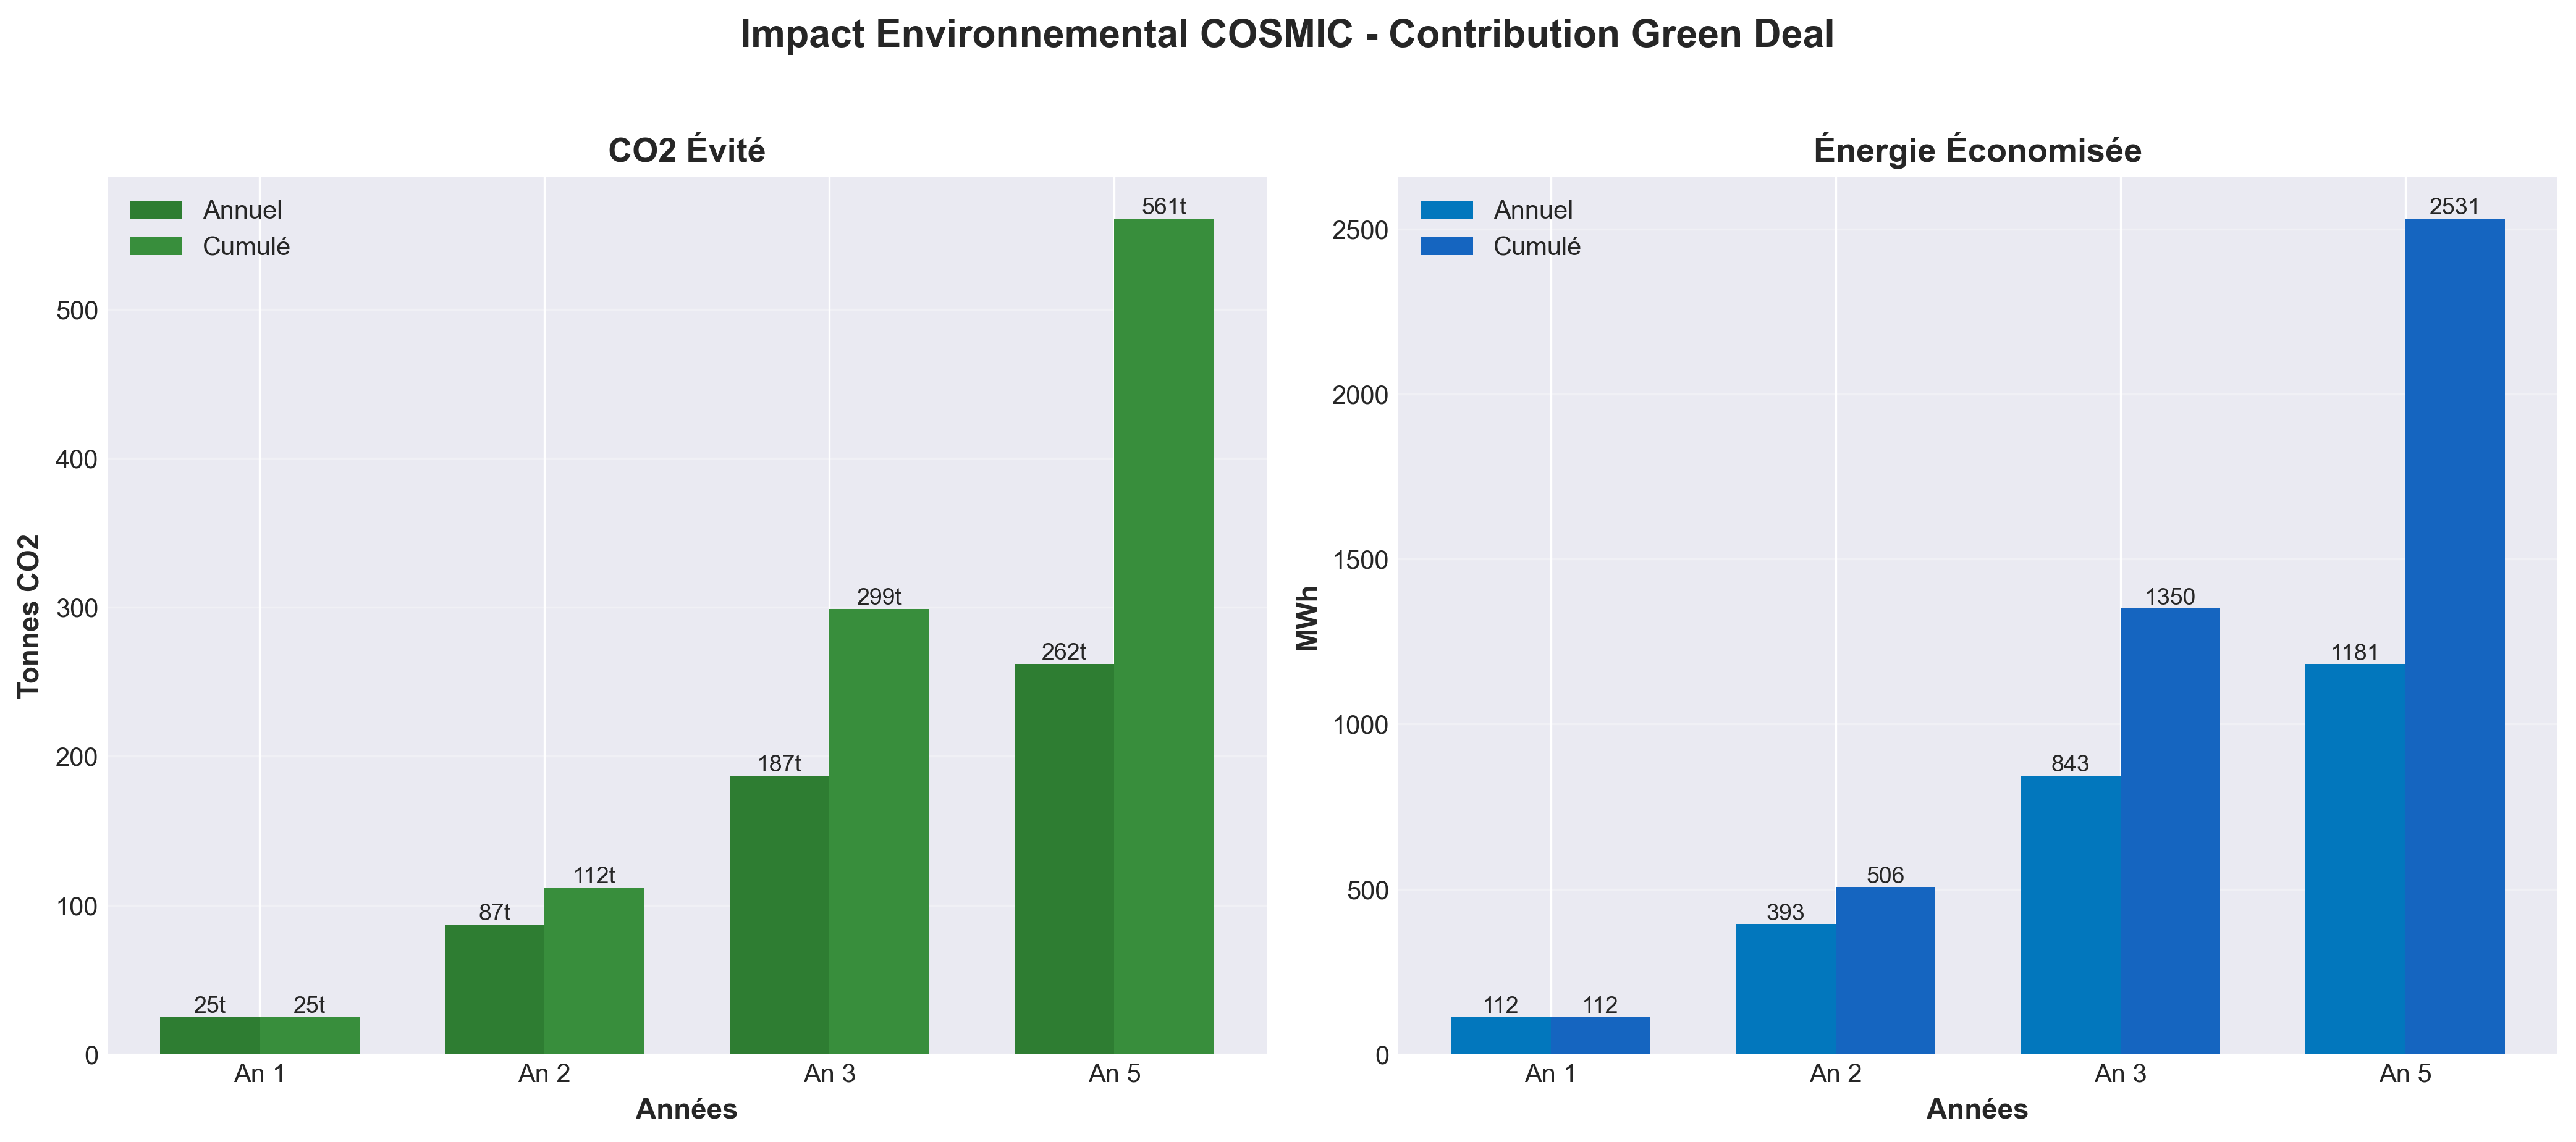 Impact Environnemental COSMIC - Contribution Green Deal
CO2 Évité
Annuel
Cumulé
Tonnes CO2
500
400
300
200
100
0
25t
25t
87t
112t
187t
299t
262t
561t
An 1
An 2
An 3
An 5
Années
Énergie Économisée
Annuel
Cumulé
MWh
2500
2000
1500
1000
500
0
112
112
393
506
843
1350
1181
2531
An 1
An 2
An 3
An 5
Années